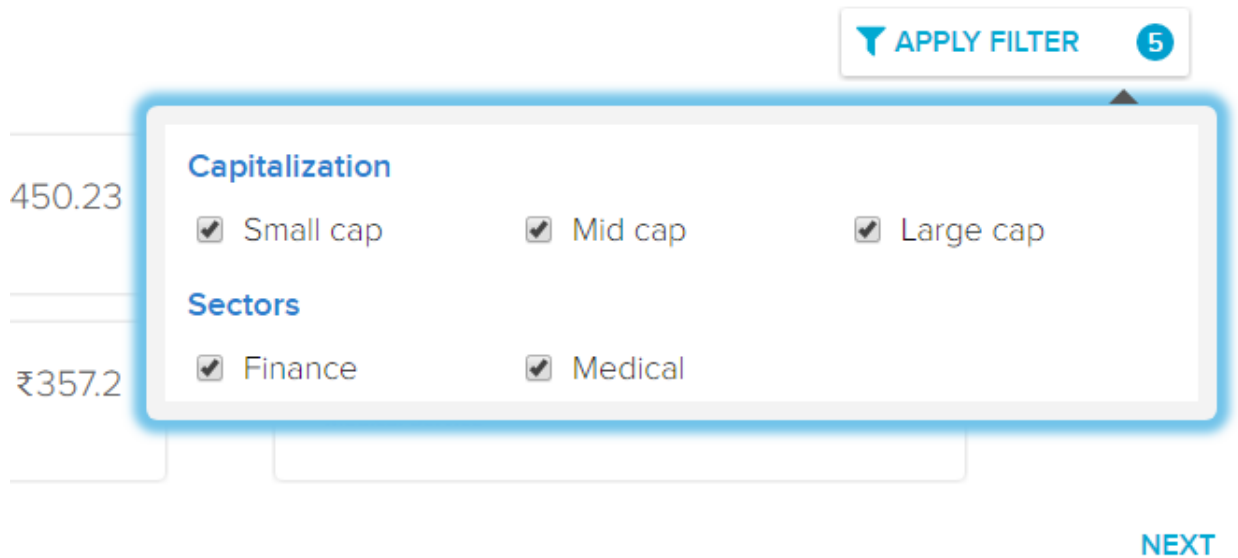 APPLY FILTER 5
Capitalization
450.23
Small cap Mid cap Large cap
Sectors
₹357.2
Finance Medical
NEXT